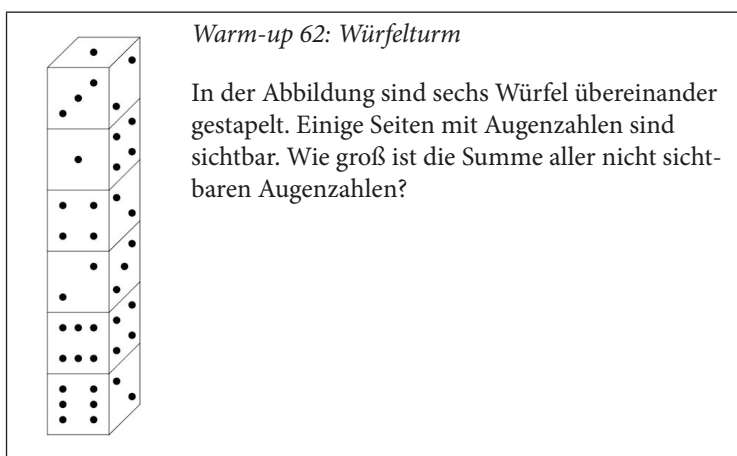 Warm-up 62: Würfelturm
In der Abbildung sind sechs Würfel übereinander
gestapelt. Einige Seiten mit Augenzahlen sind
sichtbar. Wie groß ist die Summe aller nicht sicht-
baren Augenzahlen?